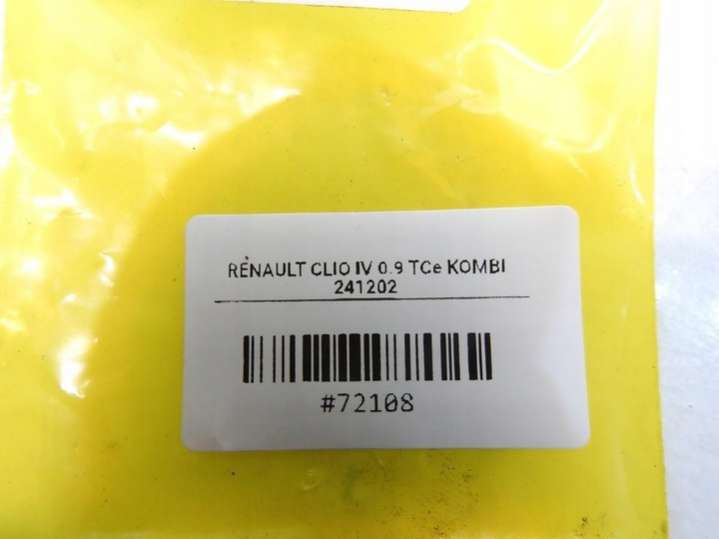 RENAULT CLIO IV 0.9 TCe KOMBI
241202
#72108